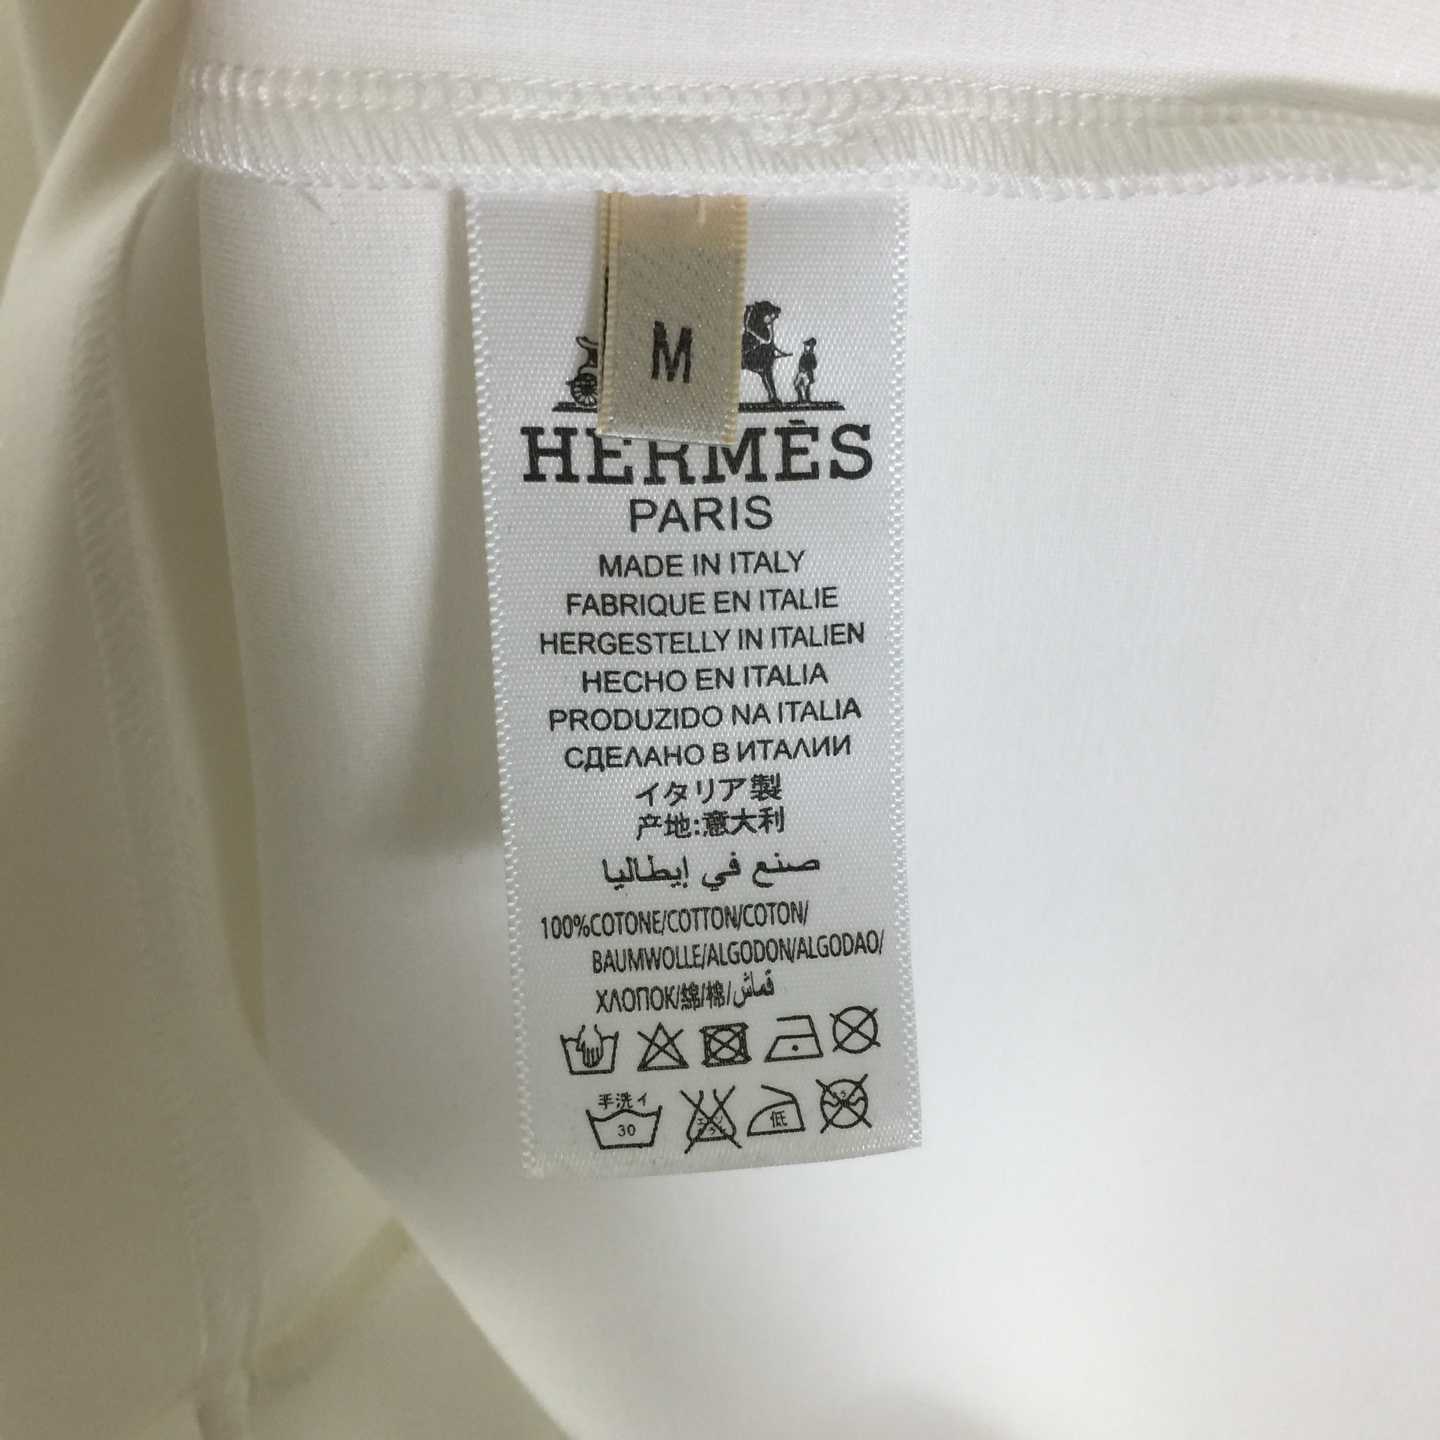 M
HERMÈS
PARIS
MADE IN ITALY
FABRIQUE EN ITALIE
HERGESTELLY IN ITALIEN
HECHO EN ITALIA
PRODUZIDO NA ITALIA
СДЕЛАНО В ИТАЛИИ
イタリア製
产地:意大利
صنع في إيطاليا
100%COTONE/COTTON/COTON/
BAUMWOLLE/ALGODON/ALGODAO/
ХЛОПОК/綿/棉/قماش
手洗イ
30
低